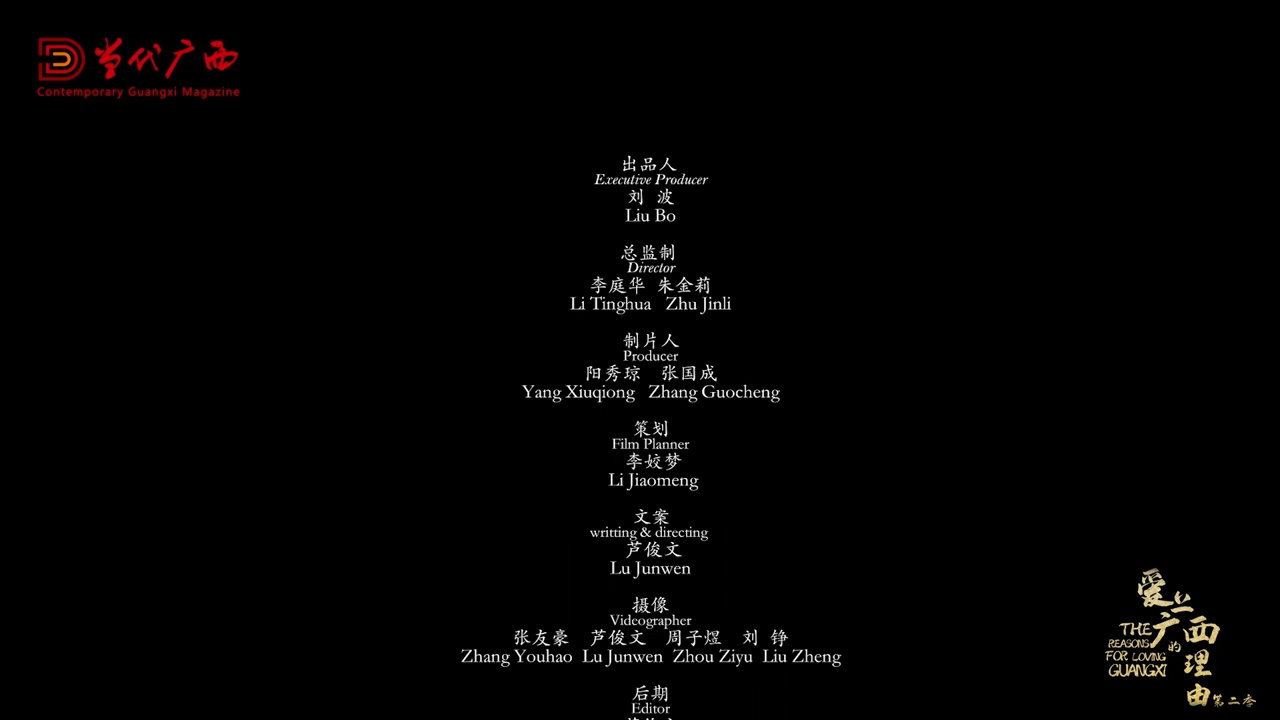 当代广西
Contemporary Guangxi Magazine
出品人
Executive Producer
刘 波
Liu Bo
总监制
Director
李庭华 朱金莉
Li Tinghua Zhu Jinli
制片人
Producer
阳秀琼 张国成
Yang Xiuqiong Zhang Guocheng
策划
Film Planner
李姣梦
Li Jiaomeng
文案
writting & directing
芦俊文
Lu Junwen
摄像
Videographer
张友豪 芦俊文 周子煜 刘 铮
Zhang Youhao Lu Junwen Zhou Ziyu Liu Zheng
后期
Editor
爱上
广西
的
理
由
第二季
THE
REASONS
FOR LOVING
GUANGXI